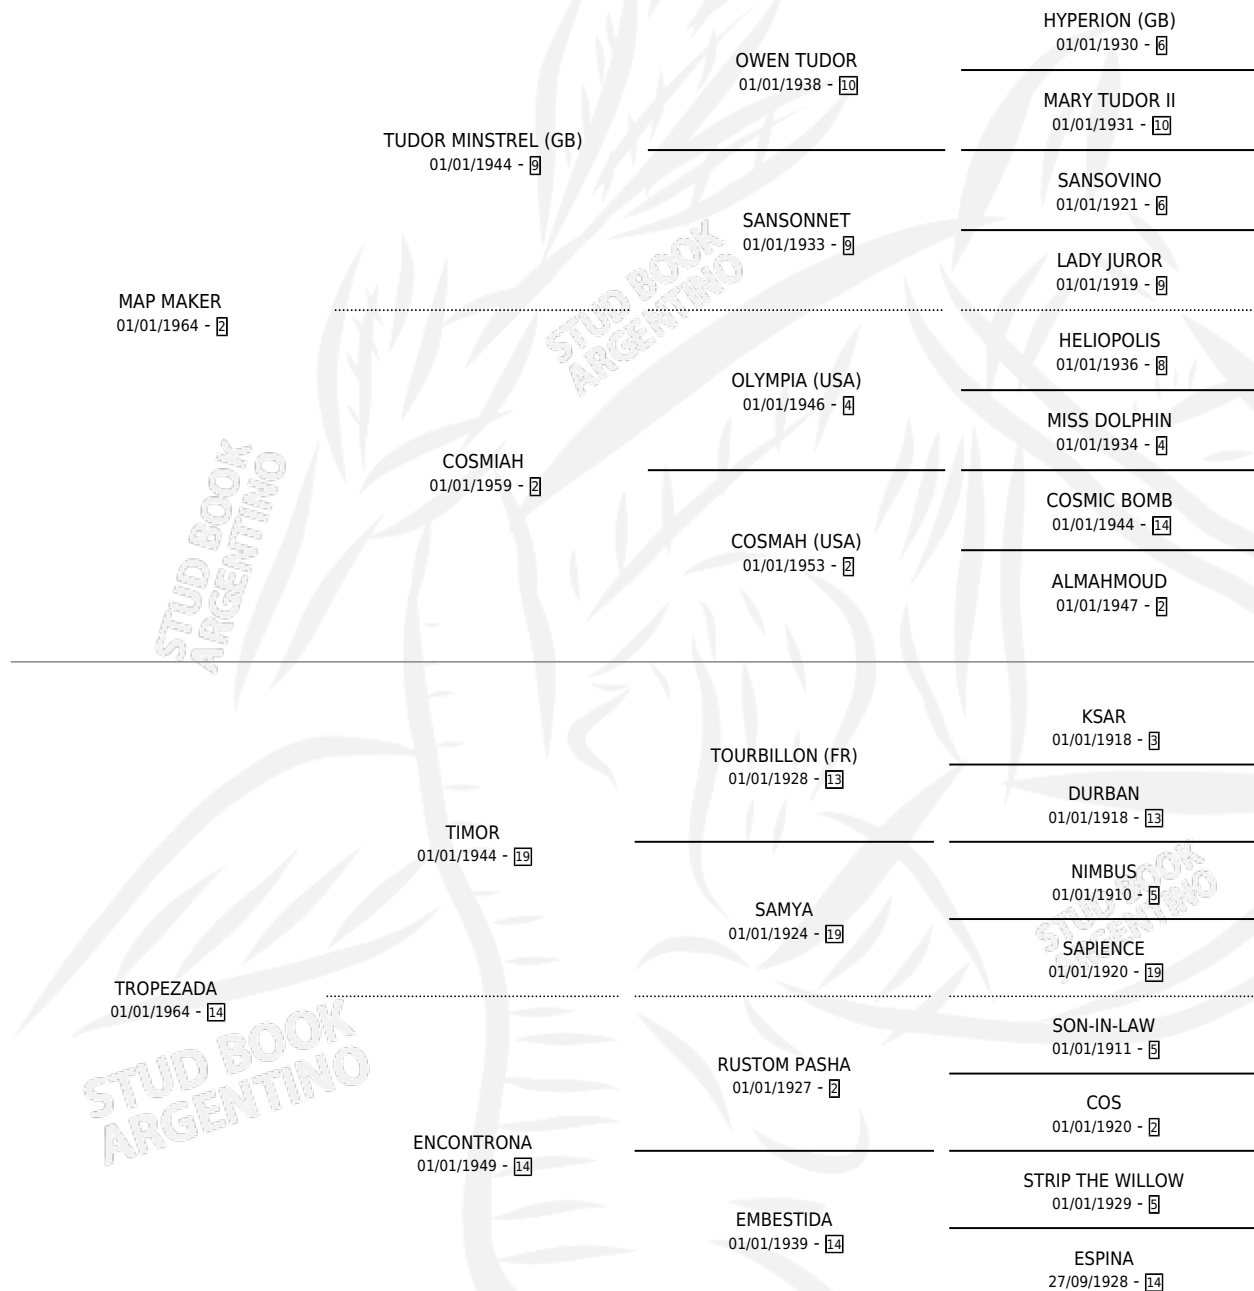 HYPERION (GB)
01/01/1930 - 6
OWEN TUDOR
01/01/1938 - 10
MARY TUDOR II
01/01/1931 - 10
TUDOR MINSTREL (GB)
01/01/1944 - 9
SANSOVINO
01/01/1921 - 6
SANSONNET
01/01/1933 - 9
LADY JUROR
01/01/1919 - 9
MAP MAKER
01/01/1964 - 2
STUD BOOK
ARGENTINO
HELIOPOLIS
01/01/1936 - 8
OLYMPIA (USA)
01/01/1946 - 4
MISS DOLPHIN
01/01/1934 - 4
COSMIAH
01/01/1959 - 2
COSMIC BOMB
01/01/1944 - 14
COSMAH (USA)
01/01/1953 - 2
ALMAHMOUD
01/01/1947 - 2
STUD BOOK
ARGENTINO
KSAR
01/01/1918 - 3
TOURBILLON (FR)
01/01/1928 - 13
DURBAN
01/01/1918 - 13
TIMOR
01/01/1944 - 19
NIMBUS
01/01/1910 - 5
SAMYA
01/01/1924 - 19
SAPIENCE
01/01/1920 - 19
STUD BOOK
ARGENTINO
TROPEZADA
01/01/1964 - 14
SON-IN-LAW
01/01/1911 - 5
RUSTOM PASHA
01/01/1927 - 2
COS
01/01/1920 - 2
STUD BOOK
ARGENTINO
ENCONTRONA
01/01/1949 - 14
STRIP THE WILLOW
01/01/1929 - 5
EMBESTIDA
01/01/1939 - 14
ESPINA
27/09/1928 - 14